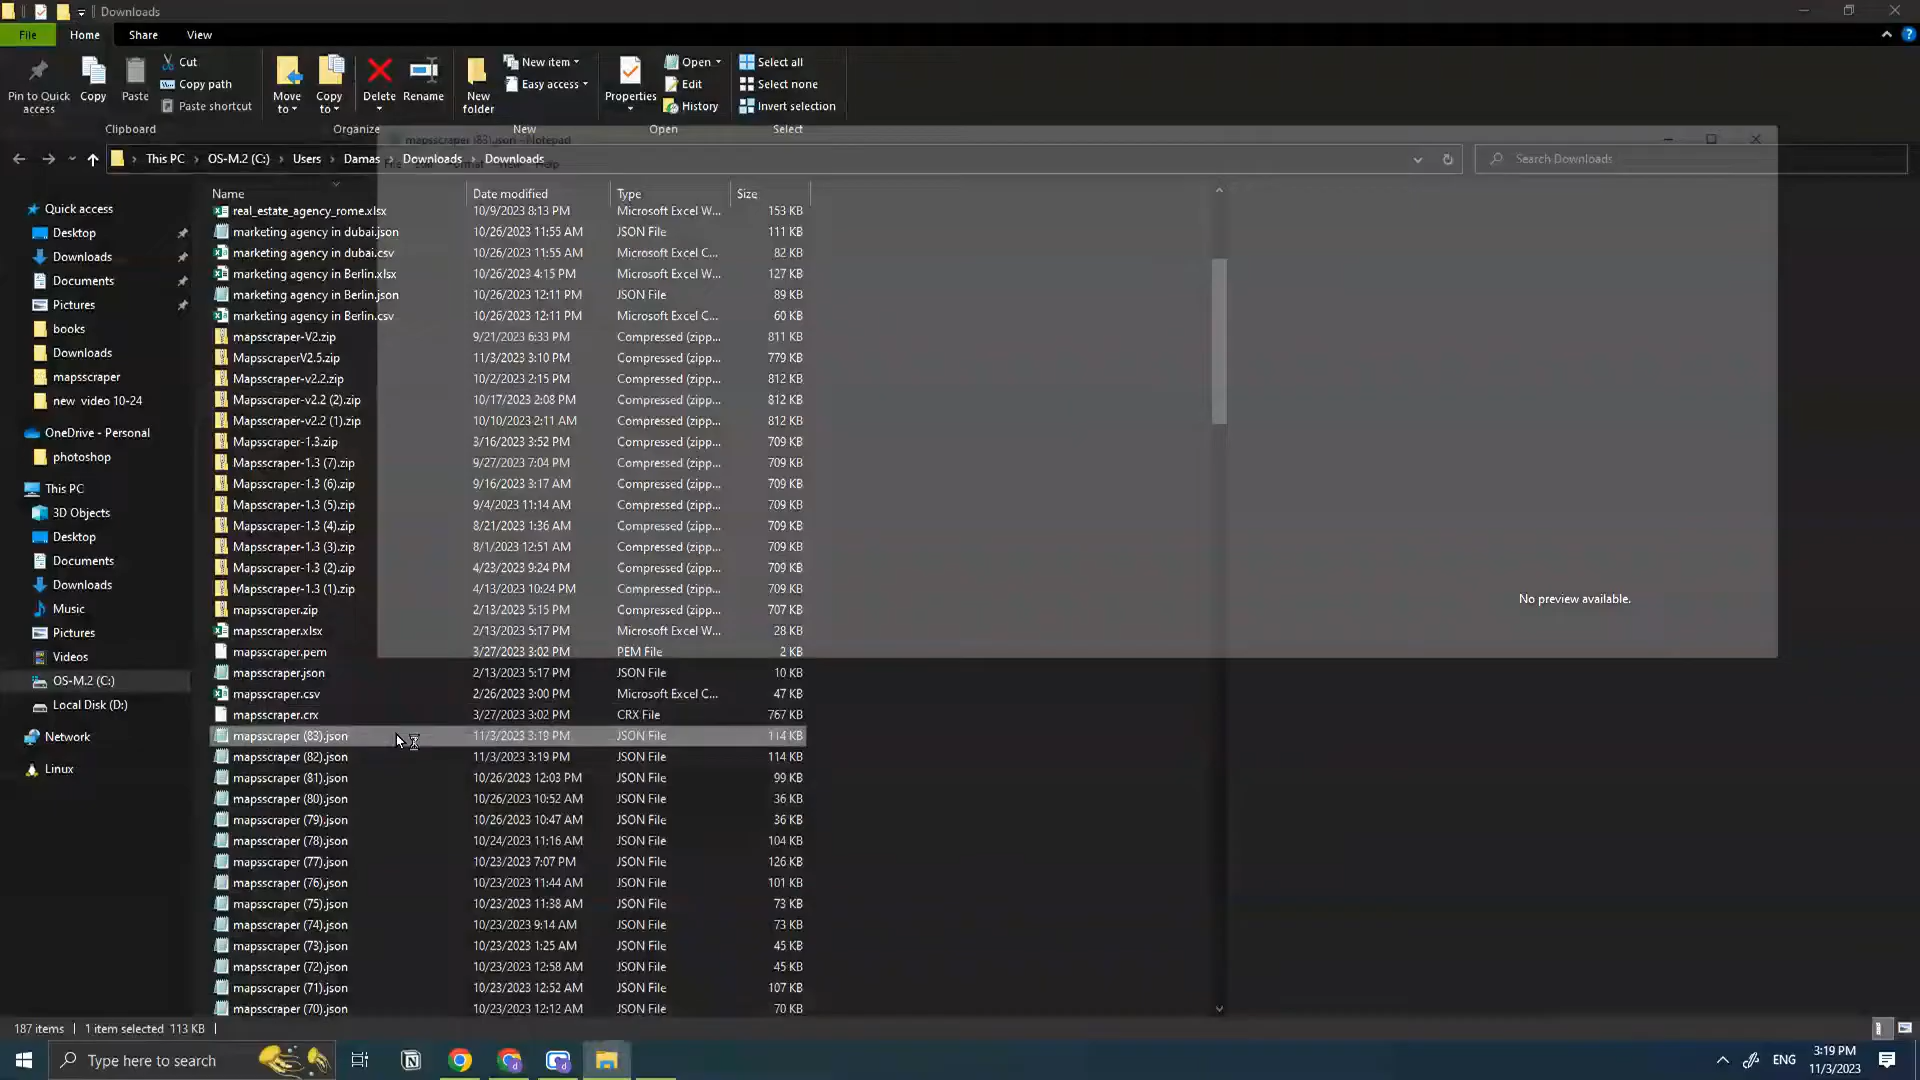 Downloads
File Home Share View
Pin to Quick access
Copy
Paste
Cut
Copy path
Paste shortcut
Clipboard
Move to
Copy to
Delete
Rename
Organize
New folder
New item
Easy access
New
Properties
Open
Edit
History
Open
Select all
Select none
Invert selection
Select
mapsscraper (83).json - Notepad
This PC OS-M.2 (C:) Users Damas Downloads Downloads
Search Downloads
Help
Quick access
Desktop
Downloads
Documents
Pictures
books
Downloads
mapsscraper
new video 10-24
OneDrive - Personal
photoshop
This PC
3D Objects
Desktop
Documents
Downloads
Music
Pictures
Videos
OS-M.2 (C:)
Local Disk (D:)
Network
Linux
Name Date modified Type Size
real_estate_agency_rome.xlsx 10/9/2023 8:13 PM Microsoft Excel W... 153 KB
marketing agency in dubai.json 10/26/2023 11:55 AM JSON File 111 KB
marketing agency in dubai.csv 10/26/2023 11:55 AM Microsoft Excel C... 82 KB
marketing agency in Berlin.xlsx 10/26/2023 4:15 PM Microsoft Excel W... 127 KB
marketing agency in Berlin.json 10/26/2023 12:11 PM JSON File 89 KB
marketing agency in Berlin.csv 10/26/2023 12:11 PM Microsoft Excel C... 60 KB
mapsscraper-V2.zip 9/21/2023 6:33 PM Compressed (zipp... 811 KB
MapsscraperV2.5.zip 11/3/2023 3:10 PM Compressed (zipp... 779 KB
Mapsscraper-v2.2.zip 10/2/2023 2:15 PM Compressed (zipp... 812 KB
Mapsscraper-v2.2 (2).zip 10/17/2023 2:08 PM Compressed (zipp... 812 KB
Mapsscraper-v2.2 (1).zip 10/10/2023 2:11 AM Compressed (zipp... 812 KB
Mapsscraper-1.3.zip 3/16/2023 3:52 PM Compressed (zipp... 709 KB
Mapsscraper-1.3 (7).zip 9/27/2023 7:04 PM Compressed (zipp... 709 KB
Mapsscraper-1.3 (6).zip 9/16/2023 3:17 AM Compressed (zipp... 709 KB
Mapsscraper-1.3 (5).zip 9/4/2023 11:14 AM Compressed (zipp... 709 KB
Mapsscraper-1.3 (4).zip 8/21/2023 1:36 AM Compressed (zipp... 709 KB
Mapsscraper-1.3 (3).zip 8/1/2023 12:51 AM Compressed (zipp... 709 KB
Mapsscraper-1.3 (2).zip 4/23/2023 9:24 PM Compressed (zipp... 709 KB
Mapsscraper-1.3 (1).zip 4/13/2023 10:24 PM Compressed (zipp... 709 KB
mapsscraper.zip 2/13/2023 5:15 PM Compressed (zipp... 707 KB
mapsscraper.xlsx 2/13/2023 5:17 PM Microsoft Excel W... 28 KB
mapsscraper.pem 3/27/2023 3:02 PM PEM File 2 KB
mapsscraper.json 2/13/2023 5:17 PM JSON File 10 KB
mapsscraper.csv 2/26/2023 3:00 PM Microsoft Excel C... 47 KB
mapsscraper.crx 3/27/2023 3:02 PM CRX File 767 KB
mapsscraper (83).json 11/3/2023 3:19 PM JSON File 114 KB
mapsscraper (82).json 11/3/2023 3:19 PM JSON File 114 KB
mapsscraper (81).json 10/26/2023 12:03 PM JSON File 99 KB
mapsscraper (80).json 10/26/2023 10:52 AM JSON File 36 KB
mapsscraper (79).json 10/26/2023 10:47 AM JSON File 36 KB
mapsscraper (78).json 10/24/2023 11:16 AM JSON File 104 KB
mapsscraper (77).json 10/23/2023 7:07 PM JSON File 126 KB
mapsscraper (76).json 10/23/2023 11:44 AM JSON File 101 KB
mapsscraper (75).json 10/23/2023 11:38 AM JSON File 73 KB
mapsscraper (74).json 10/23/2023 9:14 AM JSON File 73 KB
mapsscraper (73).json 10/23/2023 1:25 AM JSON File 45 KB
mapsscraper (72).json 10/23/2023 12:58 AM JSON File 45 KB
mapsscraper (71).json 10/23/2023 12:52 AM JSON File 107 KB
mapsscraper (70).json 10/23/2023 12:12 AM JSON File 70 KB
No preview available.
187 items 1 item selected 113 KB
Type here to search
ENG
3:19 PM
11/3/2023